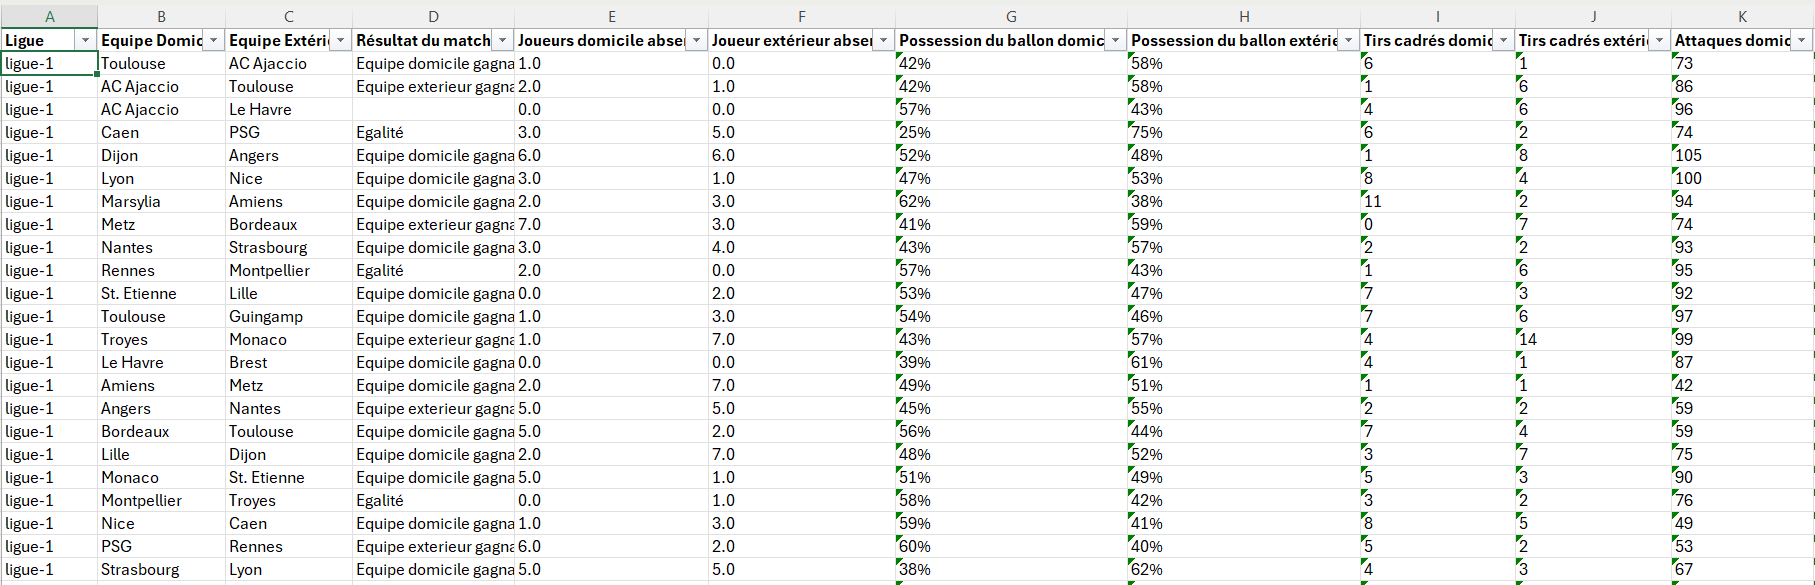 A B C D E F G H I J K
Ligue Equipe Domic Equipe Extéri Résultat du match Joueurs domicile abse Joueur extérieur abse Possession du ballon domic Possession du ballon extérie Tirs cadrés domic Tirs cadrés extéri Attaques domic
ligue-1 Toulouse AC Ajaccio Equipe domicile gagna 1.0 0.0 42% 58% 6 1 73
ligue-1 AC Ajaccio Toulouse Equipe exterieur gagna 2.0 1.0 42% 58% 1 6 86
ligue-1 AC Ajaccio Le Havre 0.0 0.0 57% 43% 4 6 96
ligue-1 Caen PSG Egalité 3.0 5.0 25% 75% 6 2 74
ligue-1 Dijon Angers Equipe domicile gagna 6.0 6.0 52% 48% 1 8 105
ligue-1 Lyon Nice Equipe domicile gagna 3.0 1.0 47% 53% 8 4 100
ligue-1 Marsylia Amiens Equipe domicile gagna 2.0 3.0 62% 38% 11 2 94
ligue-1 Metz Bordeaux Equipe exterieur gagna 7.0 3.0 41% 59% 0 7 74
ligue-1 Nantes Strasbourg Equipe domicile gagna 3.0 4.0 43% 57% 2 2 93
ligue-1 Rennes Montpellier Egalité 2.0 0.0 57% 43% 1 6 95
ligue-1 St. Etienne Lille Equipe domicile gagna 0.0 2.0 53% 47% 7 3 92
ligue-1 Toulouse Guingamp Equipe domicile gagna 1.0 3.0 54% 46% 7 6 97
ligue-1 Troyes Monaco Equipe exterieur gagna 1.0 7.0 43% 57% 4 14 99
ligue-1 Le Havre Brest Equipe domicile gagna 0.0 0.0 39% 61% 4 1 87
ligue-1 Amiens Metz Equipe domicile gagna 2.0 7.0 49% 51% 1 1 42
ligue-1 Angers Nantes Equipe exterieur gagna 5.0 5.0 45% 55% 2 2 59
ligue-1 Bordeaux Toulouse Equipe domicile gagna 5.0 2.0 56% 44% 7 4 59
ligue-1 Lille Dijon Equipe domicile gagna 2.0 7.0 48% 52% 3 7 75
ligue-1 Monaco St. Etienne Equipe domicile gagna 5.0 1.0 51% 49% 5 3 90
ligue-1 Montpellier Troyes Egalité 0.0 1.0 58% 42% 3 2 76
ligue-1 Nice Caen Equipe domicile gagna 1.0 3.0 59% 41% 8 5 49
ligue-1 PSG Rennes Equipe exterieur gagna 6.0 2.0 60% 40% 5 2 53
ligue-1 Strasbourg Lyon Equipe domicile gagna 5.0 5.0 38% 62% 4 3 67